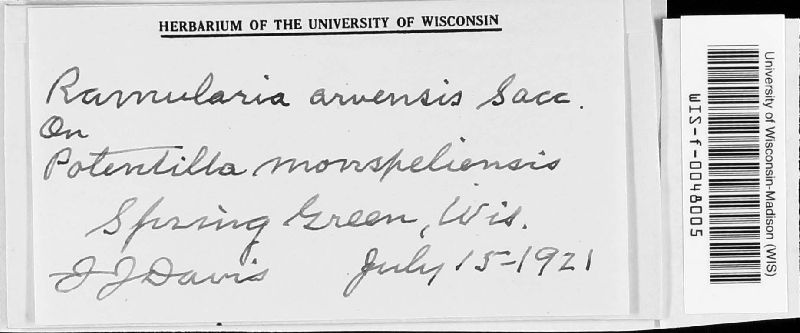 HERBARIUM OF THE UNIVERSITY OF WISCONSIN
Ramularia arvensis Sacc.
On
Potentilla monspeliensis
Spring Green, Wis.
J J Davis July 15-1921
University of Wisconsin-Madison (WIS)
WIS-f-0048005